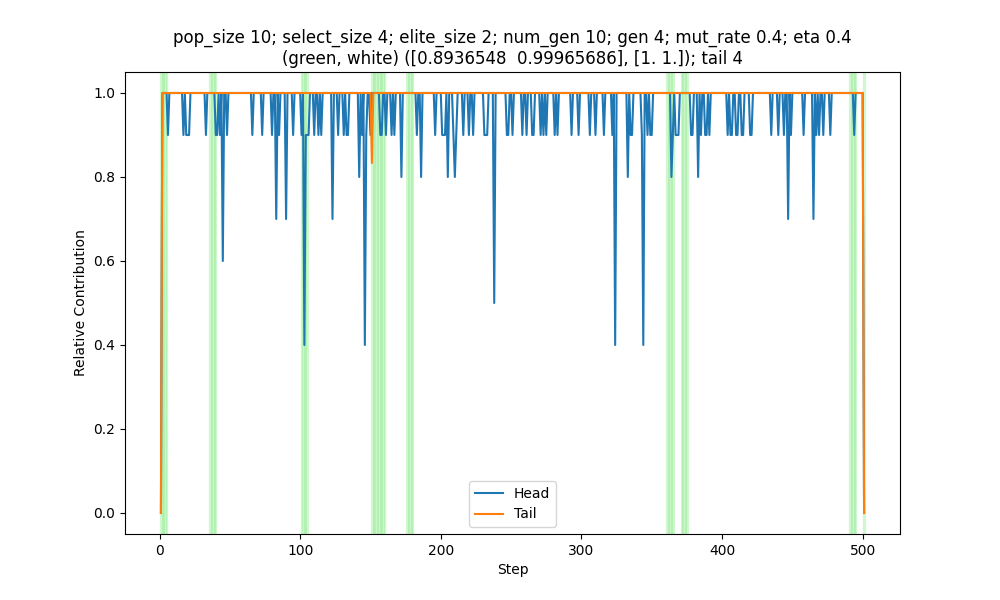 pop_size 10; select_size 4; elite_size 2; num_gen 10; gen 4; mut_rate 0.4; eta 0.4
(green, white) ([0.8936548  0.99965686], [1. 1.]); tail 4
Relative Contribution
1.0
0.8
0.6
0.4
0.2
0.0
Head
Tail
0
100
200
300
400
500
Step